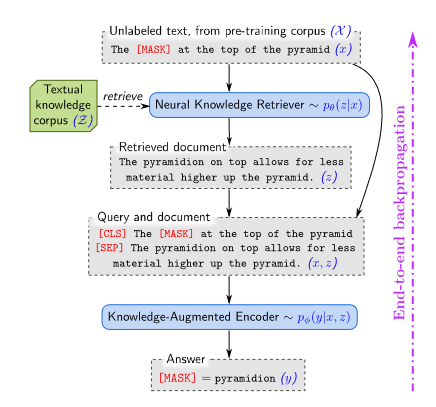 Unlabeled text, from pre-training corpus (𝒳)
The [MASK] at the top of the pyramid (x)
Textual
knowledge
corpus (𝒵)
retrieve
Neural Knowledge Retriever ~ pθ(z|x)
Retrieved document
The pyramidion on top allows for less
material higher up the pyramid. (z)
Query and document
[CLS] The [MASK] at the top of the pyramid
[SEP] The pyramidion on top allows for less
material higher up the pyramid. (x, z)
Knowledge-Augmented Encoder ~ pϕ(y|x, z)
Answer
[MASK] = pyramidion (y)
End-to-end backpropagation